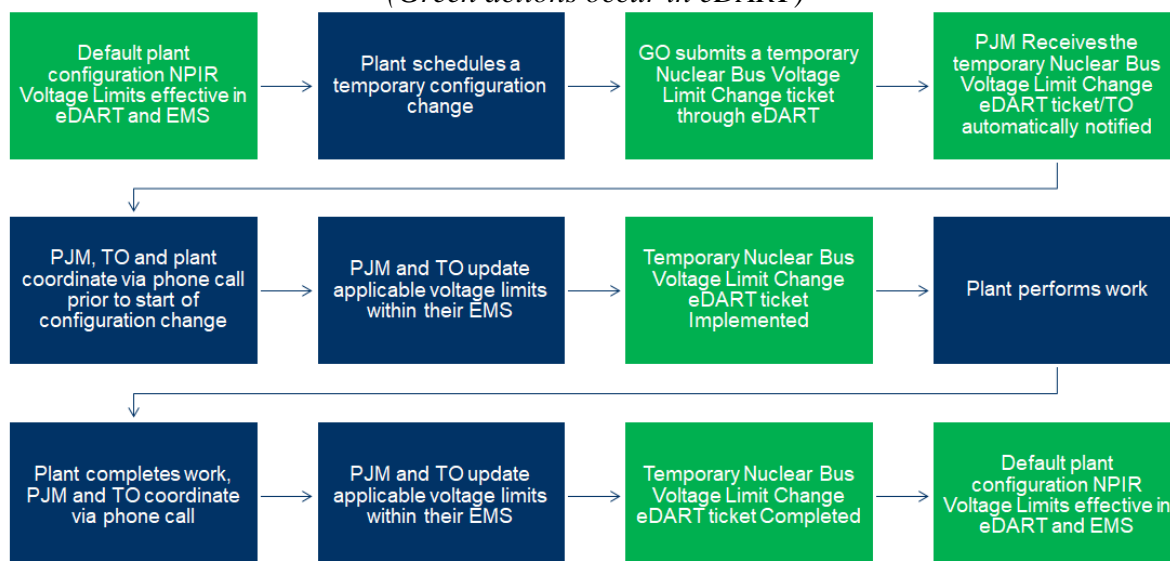 (Green actions occur in eDART)
Default plant
configuration NPIR
Voltage Limits effective in
eDART and EMS
Plant schedules a
temporary configuration
change
GO submits a temporary
Nuclear Bus Voltage
Limit Change ticket
through eDART
PJM Receives the
temporary Nuclear Bus
Voltage Limit Change
eDART ticket/TO
automatically notified
PJM, TO and plant
coordinate via phone call
prior to start of
configuration change
PJM and TO update
applicable voltage limits
within their EMS
Temporary Nuclear Bus
Voltage Limit Change
eDART ticket
Implemented
Plant performs work
Plant completes work,
PJM and TO coordinate
via phone call
PJM and TO update
applicable voltage limits
within their EMS
Temporary Nuclear Bus
Voltage Limit Change
eDART ticket Completed
Default plant
configuration NPIR
Voltage Limits effective in
eDART and EMS